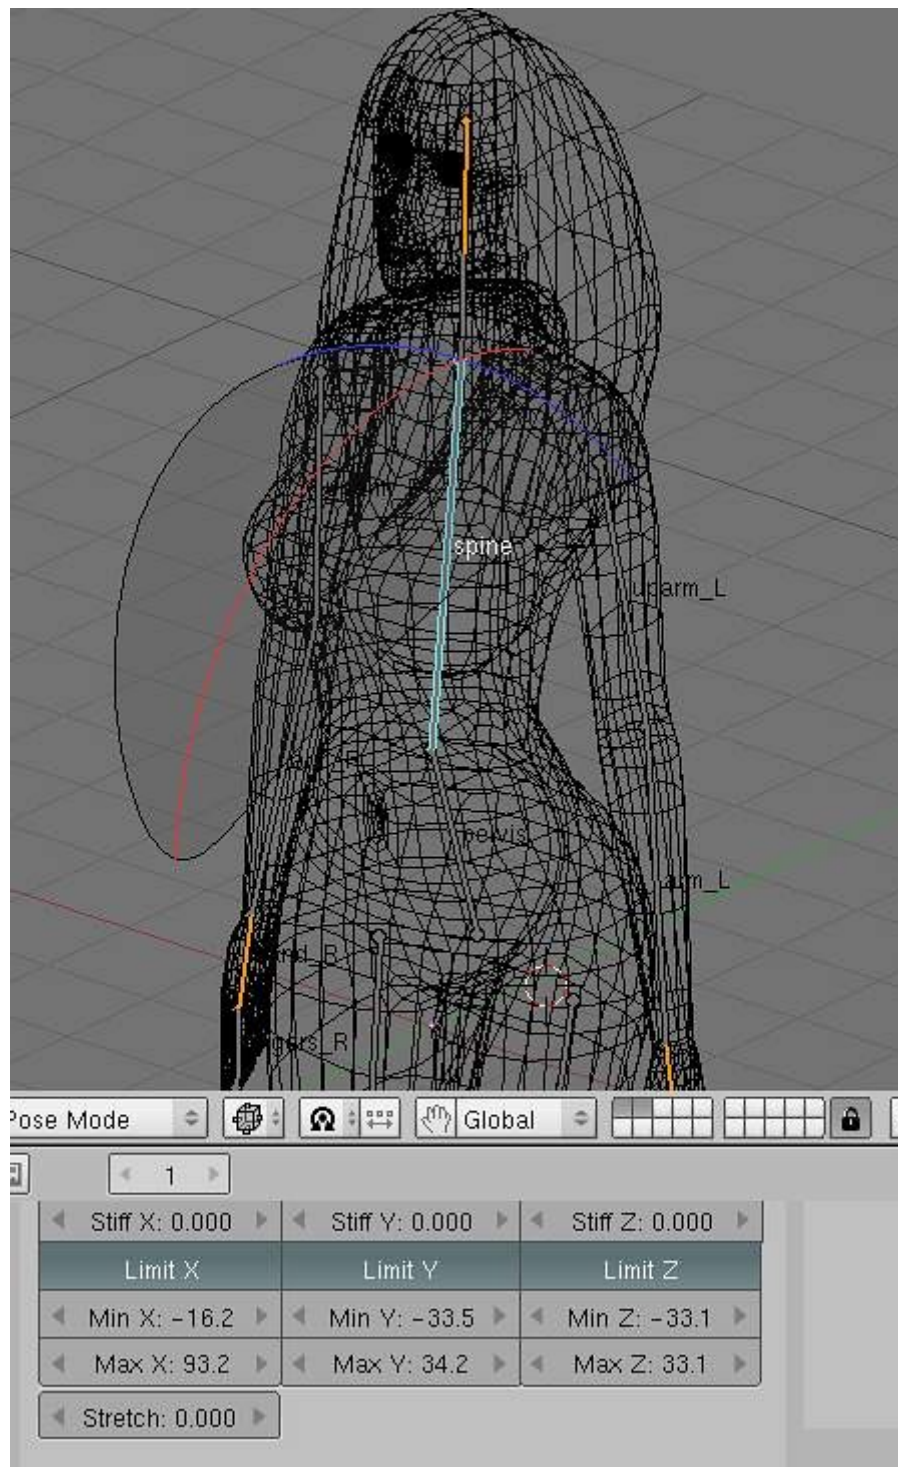 spine
uparm_L
pelvis
arm_L
Pose Mode
Global
1
Stiff X: 0.000 Stiff Y: 0.000 Stiff Z: 0.000
Limit X Limit Y Limit Z
Min X: -16.2 Min Y: -33.5 Min Z: -33.1
Max X: 93.2 Max Y: 34.2 Max Z: 33.1
Stretch: 0.000